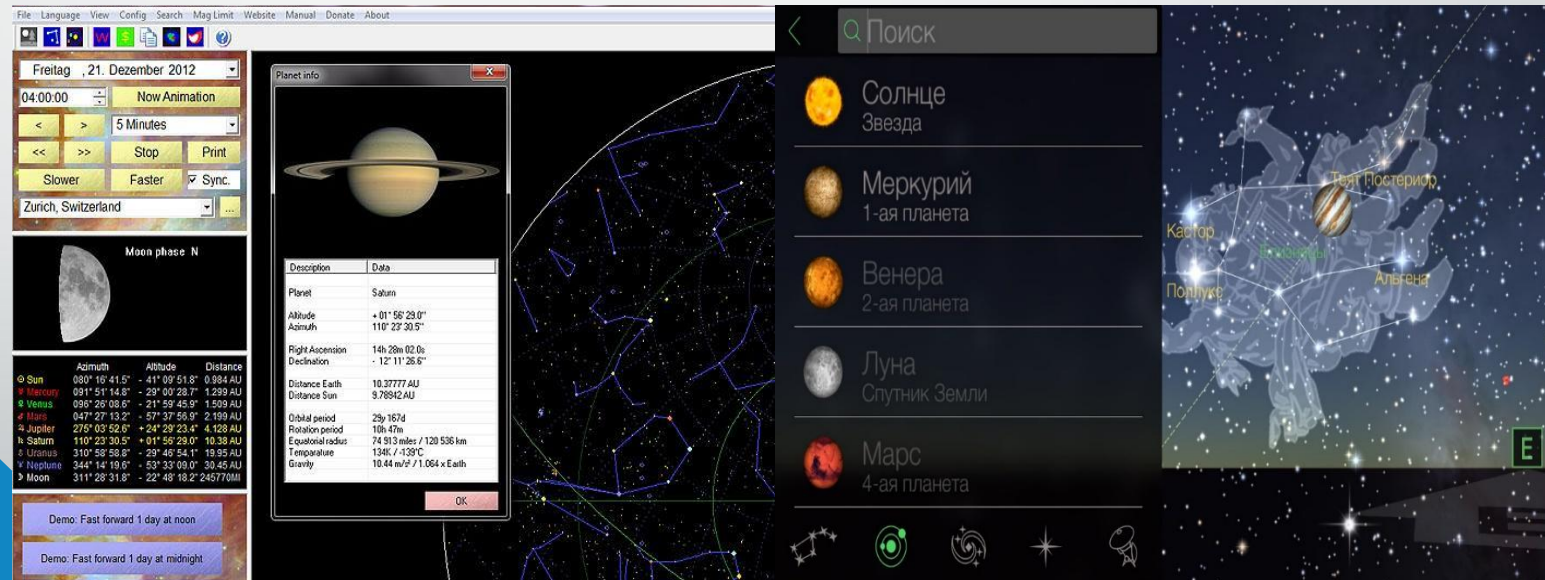 File Language View Config Search Mag Limit Website Manual Donate About
Freitag , 21. Dezember 2012
04:00:00 Now Animation
< > 5 Minutes
<< >> Stop Print
Slower Faster Sync.
Zurich, Switzerland ...
Moon phase N
Azimuth Altitude Distance
Sun 080° 16' 41.5" - 41° 09' 51.8" 0.984 AU
Mercury 091° 51' 14.8" - 29° 00' 28.7" 1.299 AU
Venus 096° 26' 08.6" - 21° 59' 45.9" 1.509 AU
Mars 047° 27' 13.2" - 57° 37' 56.9" 2.199 AU
Jupiter 275° 03' 52.6" + 24° 29' 23.4" 4.128 AU
Saturn 110° 23' 30.5" + 01° 56' 29.0" 10.38 AU
Uranus 310° 58' 58.8" - 29° 46' 54.1" 19.95 AU
Neptune 344° 14' 19.6" - 53° 33' 09.0" 30.45 AU
Moon 311° 28' 31.8" - 22° 48' 18.2" 245770MI
Demo: Fast forward 1 day at noon
Demo: Fast forward 1 day at midnight
Planet info
Description Data
Planet Saturn
Altitude + 01° 56' 29.0"
Azimuth 110° 23' 30.5"
Right Ascension 14h 28m 02.0s
Declination - 12° 11' 26.6"
Distance Earth 10.37777 AU
Distance Sun 9.78942 AU
Orbital period 29y 167d
Rotation period 10h 47m
Equatorial radius 74 913 miles / 120 536 km
Temparature 134K / -139°C
Gravity 10.44 m/s² / 1.064 x Earth
OK
Поиск
Солнце
Звезда
Меркурий
1-ая планета
Венера
2-ая планета
Луна
Спутник Земли
Марс
4-ая планета
Теят Постериор
Кастор
Близнецы
Поллукс
Альгена
E